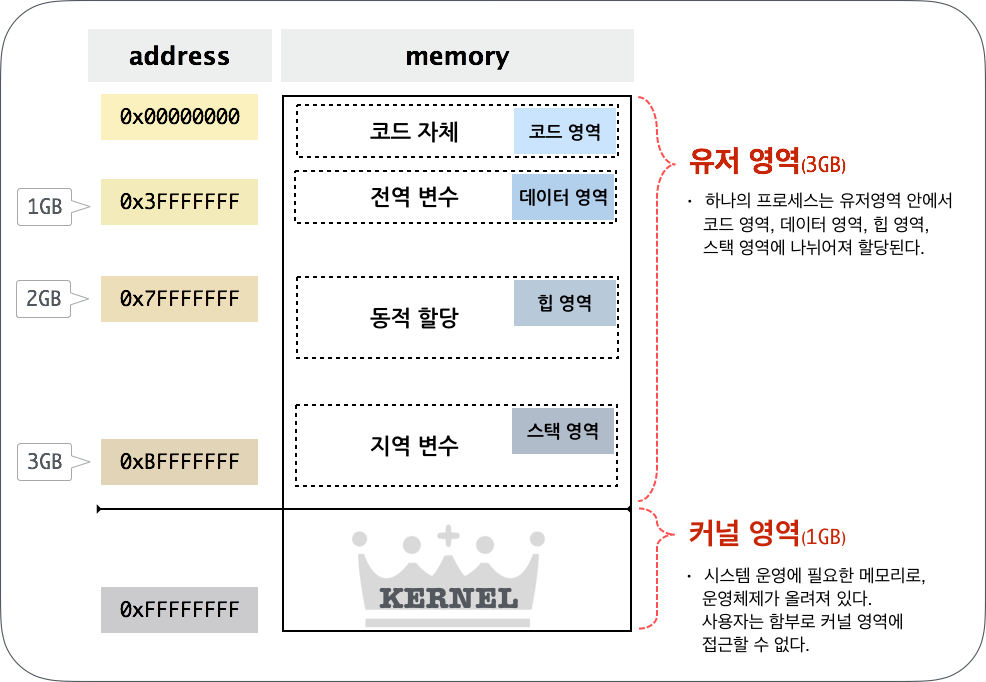 address
memory
0x00000000
코드 자체
코드 영역
유저 영역(3GB)
1GB
0x3FFFFFFF
전역 변수
데이터 영역
· 하나의 프로세스는 유저영역 안에서
코드 영역, 데이터 영역, 힙 영역,
스택 영역에 나뉘어져 할당된다.
2GB
0x7FFFFFFF
동적 할당
힙 영역
지역 변수
스택 영역
3GB
0xBFFFFFFF
커널 영역(1GB)
· 시스템 운영에 필요한 메모리로,
운영체제가 올려져 있다.
사용자는 함부로 커널 영역에
접근할 수 없다.
KERNEL
0xFFFFFFFF